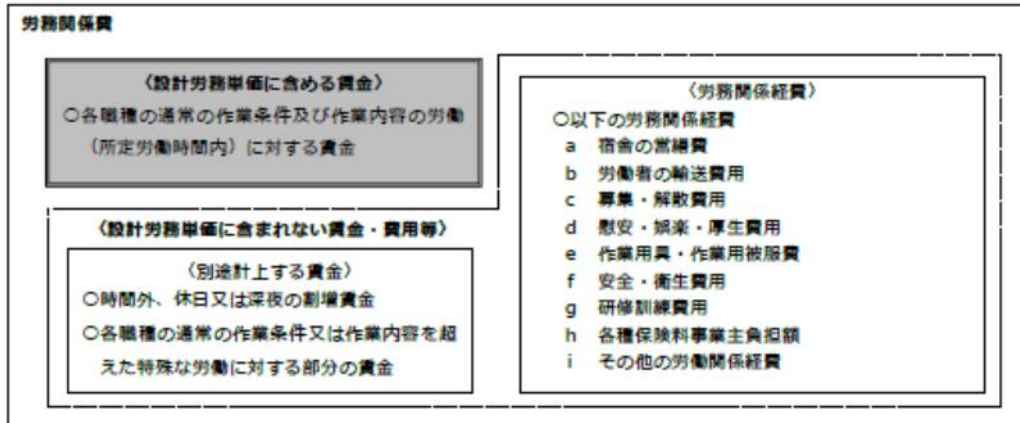 労務関係費
〈設計労務単価に含める賃金〉
○各職種の通常の作業条件及び作業内容の労働
（所定労働時間内）に対する賃金
〈設計労務単価に含まれない賃金・費用等〉
〈別途計上する賃金〉
○時間外、休日又は深夜の割増賃金
○各職種の通常の作業条件又は作業内容を超
えた特殊な労働に対する部分の賃金
〈労務関係経費〉
○以下の労務関係経費
a 宿舎の営繕費
b 労働者の輸送費用
c 募集・解散費用
d 慰安・娯楽・厚生費用
e 作業用具・作業用被服費
f 安全・衛生費用
g 研修訓練費用
h 各種保険料事業主負担額
i その他の労働関係経費